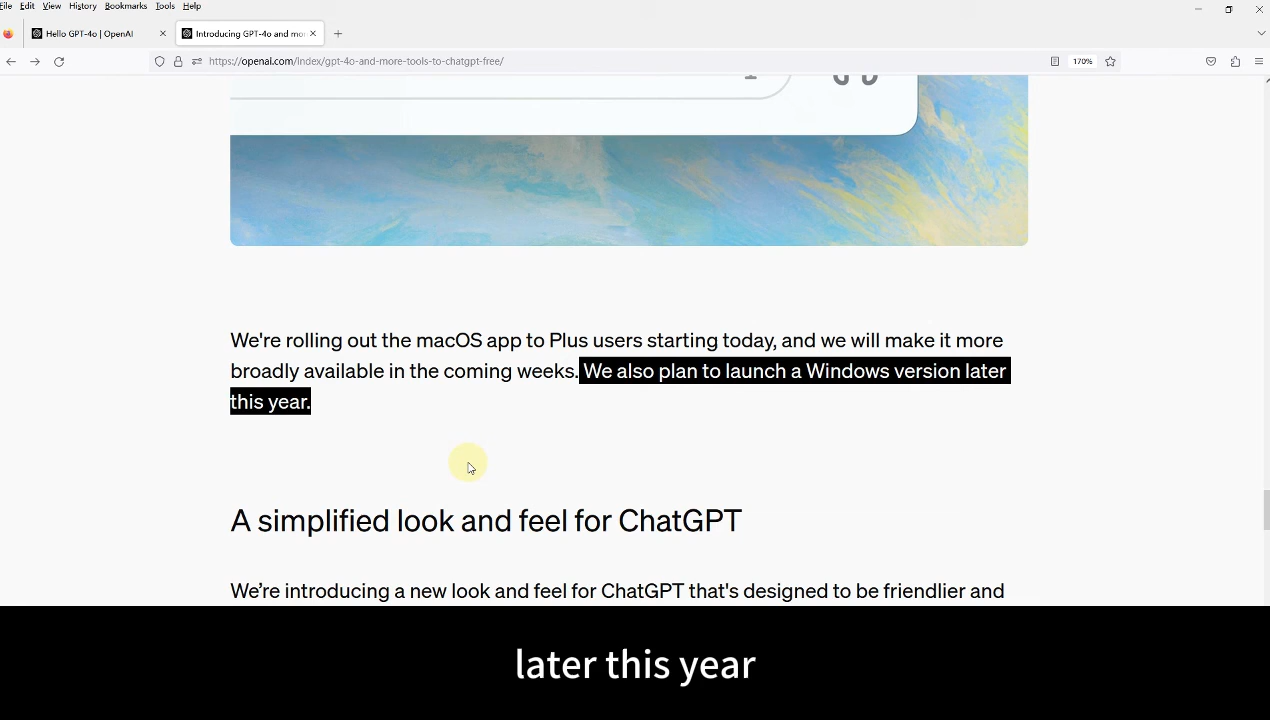 File Edit View History Bookmarks Tools Help
Hello GPT-4o | OpenAI
Introducing GPT-4o and mo
https://openai.com/index/gpt-4o-and-more-tools-to-chatgpt-free/
170%
We're rolling out the macOS app to Plus users starting today, and we will make it more
broadly available in the coming weeks. We also plan to launch a Windows version later
this year.
A simplified look and feel for ChatGPT
We’re introducing a new look and feel for ChatGPT that's designed to be friendlier and
later this year